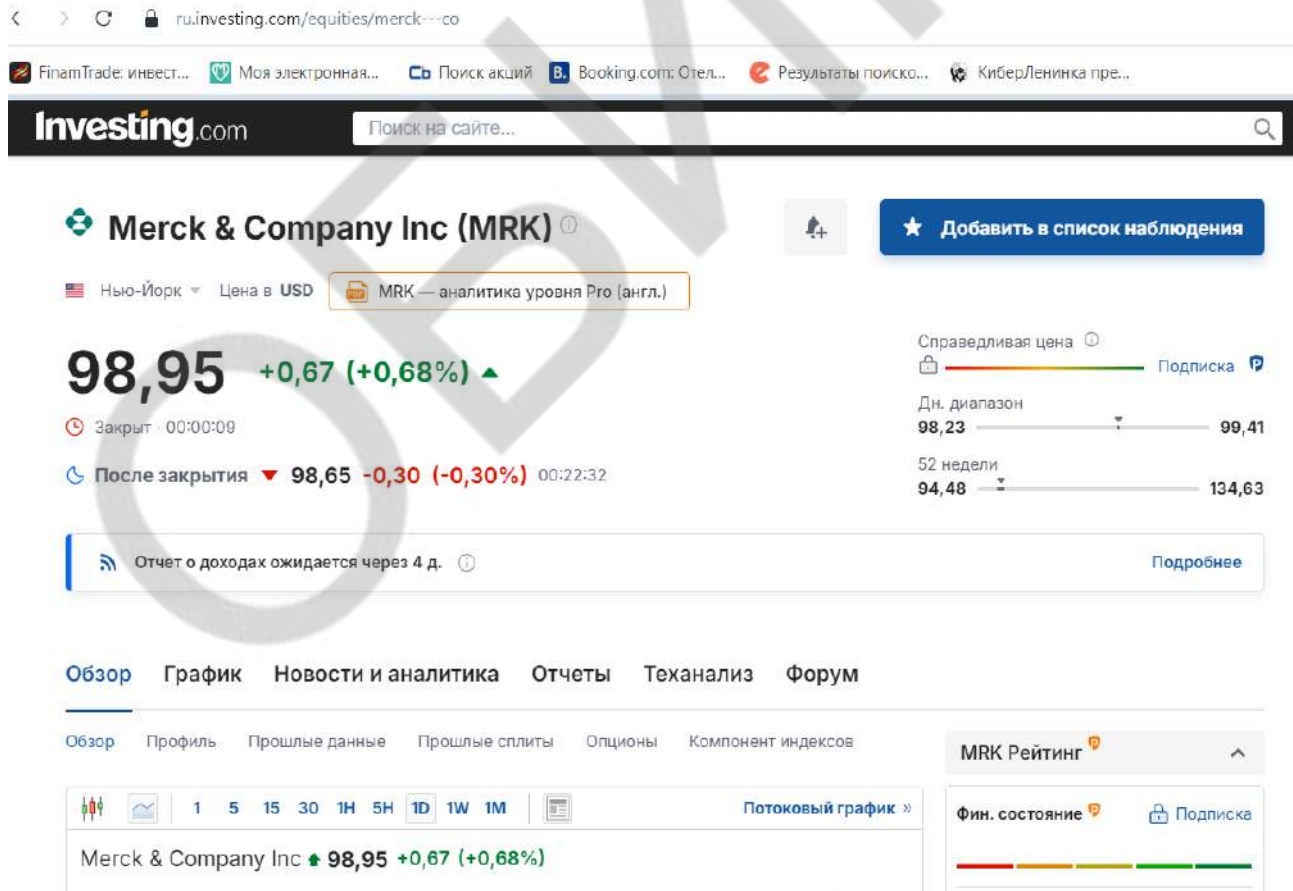 ru.investing.com/equities/merck---co
FinamTrade: инвест... Моя электронная... Поиск акций Booking.com: Отел... Результаты поиско... КиберЛенинка пре...
Investing.com Поиск на сайте...
Merck & Company Inc (MRK) Добавить в список наблюдения
Нью-Йорк Цена в USD MRK — аналитика уровня Pro (англ.)
Справедливая цена
98,95 +0,67 (+0,68%) Подписка
Дн. диапазон
Закрыт · 00:00:09 98,23 99,41
52 недели
После закрытия 98,65 -0,30 (-0,30%) 00:22:32
94,48 134,63
Отчет о доходах ожидается через 4 д. Подробнее
Обзор График Новости и аналитика Отчеты Теханализ Форум
Обзор Профиль Прошлые данные Прошлые сплиты Опционы Компонент индексов
MRK Рейтинг
1 5 15 30 1H 5H 1D 1W 1M Потоковый график »
Фин. состояние Подписка
Merck & Company Inc 98,95 +0,67 (+0,68%)